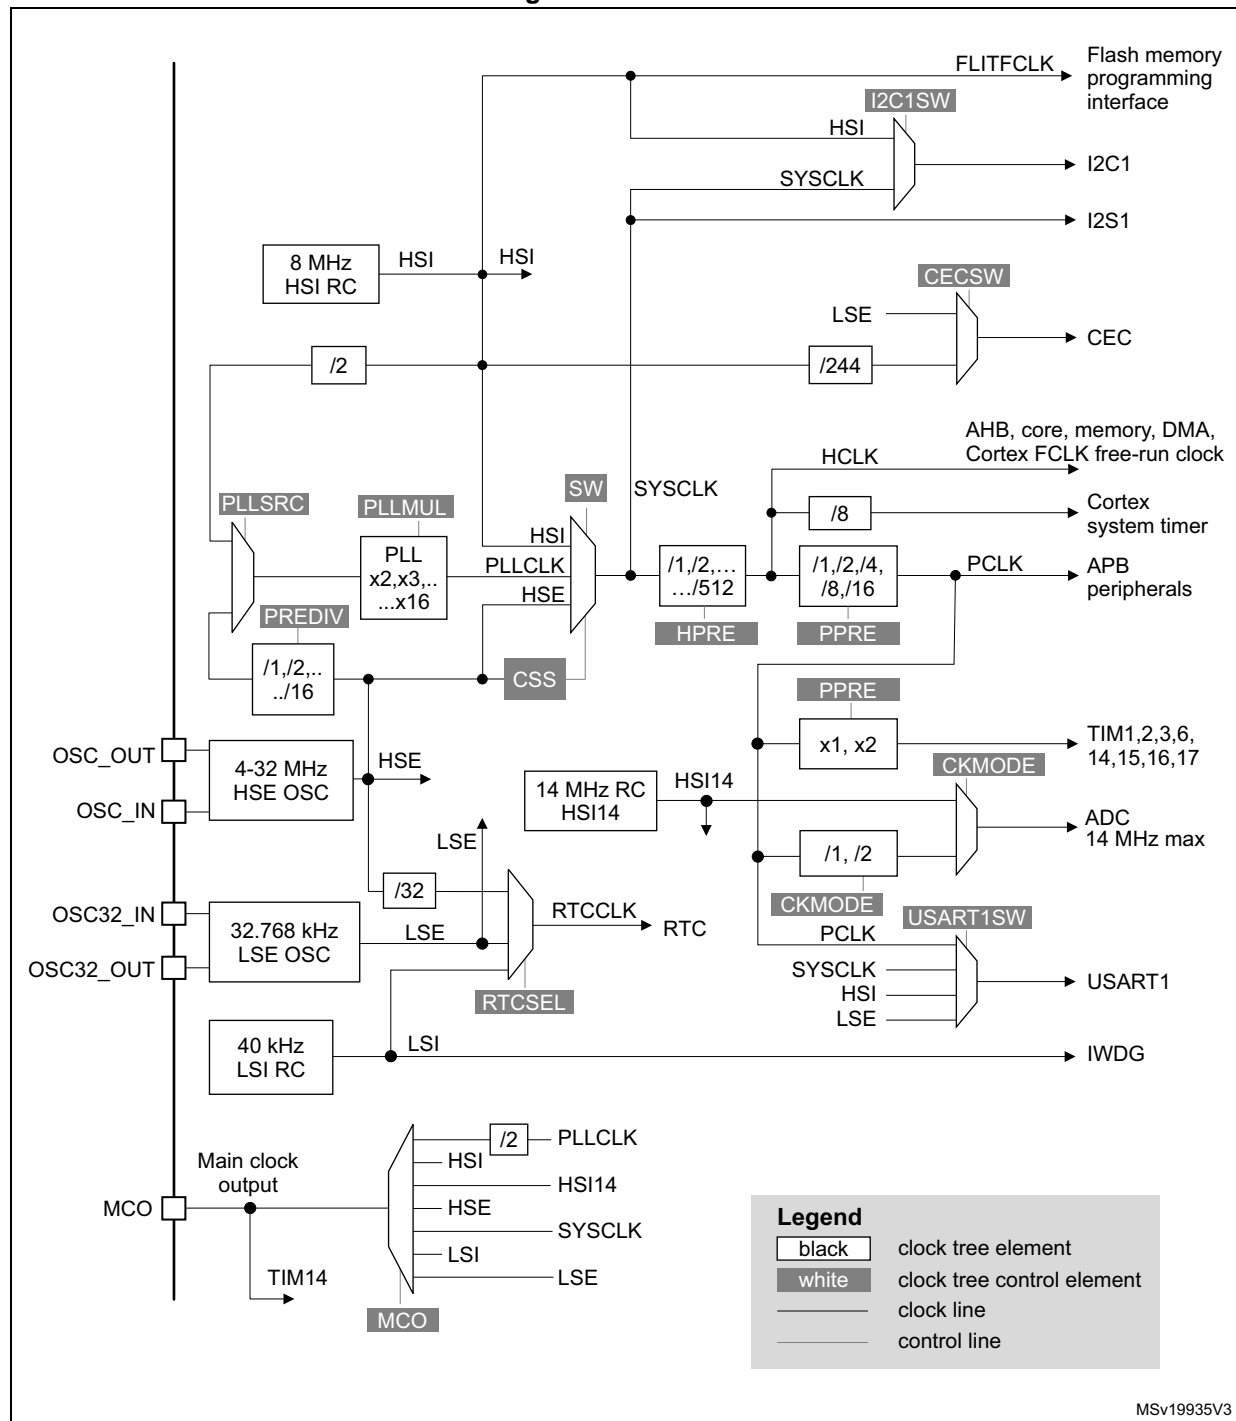 FLITFCLK
Flash memory
programming
interface
I2C1SW
HSI
I2C1
SYSCLK
I2S1
8 MHz
HSI RC
HSI
HSI
CECSW
LSE
CEC
/2
/244
AHB, core, memory, DMA,
Cortex FCLK free-run clock
HCLK
SW
SYSCLK
PLLSRC
PLLMUL
/8
Cortex
system timer
HSI
PLL
x2,x3,..
...x16
PLLCLK
HSE
/1,/2,…
…/512
/1,/2,/4,
/8,/16
PCLK
APB
peripherals
PREDIV
HPRE
PPRE
/1,/2,..
../16
CSS
PPRE
OSC_OUT
OSC_IN
4-32 MHz
HSE OSC
HSE
x1, x2
TIM1,2,3,6,
14,15,16,17
14 MHz RC
HSI14
HSI14
CKMODE
ADC
14 MHz max
LSE
/1, /2
/32
CKMODE
OSC32_IN
OSC32_OUT
32.768 kHz
LSE OSC
LSE
RTCCLK
RTC
USART1SW
PCLK
SYSCLK
HSI
LSE
USART1
RTCSEL
40 kHz
LSI RC
LSI
IWDG
/2
PLLCLK
HSI
HSI14
HSE
SYSCLK
LSI
LSE
Main clock
output
MCO
TIM14
MCO
Legend
black
clock tree element
white
clock tree control element
clock line
control line
MSv19935V3